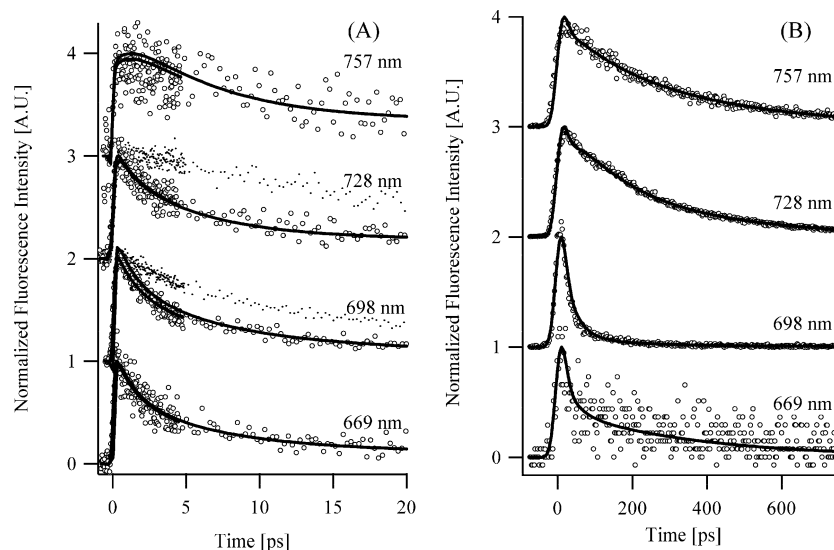 (A)
Normalized Fluorescence Intensity [A.U.]
4
3
2
1
0
757 nm
728 nm
698 nm
669 nm
0
5
10
15
20
Time [ps]
(B)
Normalized Fluorescence Intensity [A.U.]
4
3
2
1
0
757 nm
728 nm
698 nm
669 nm
0
200
400
600
Time [ps]